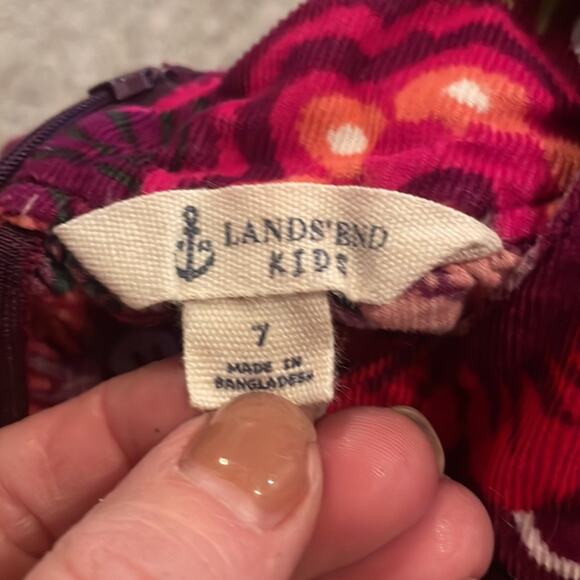 LANDS' END
KIDS
7
MADE IN
BANGLADESH